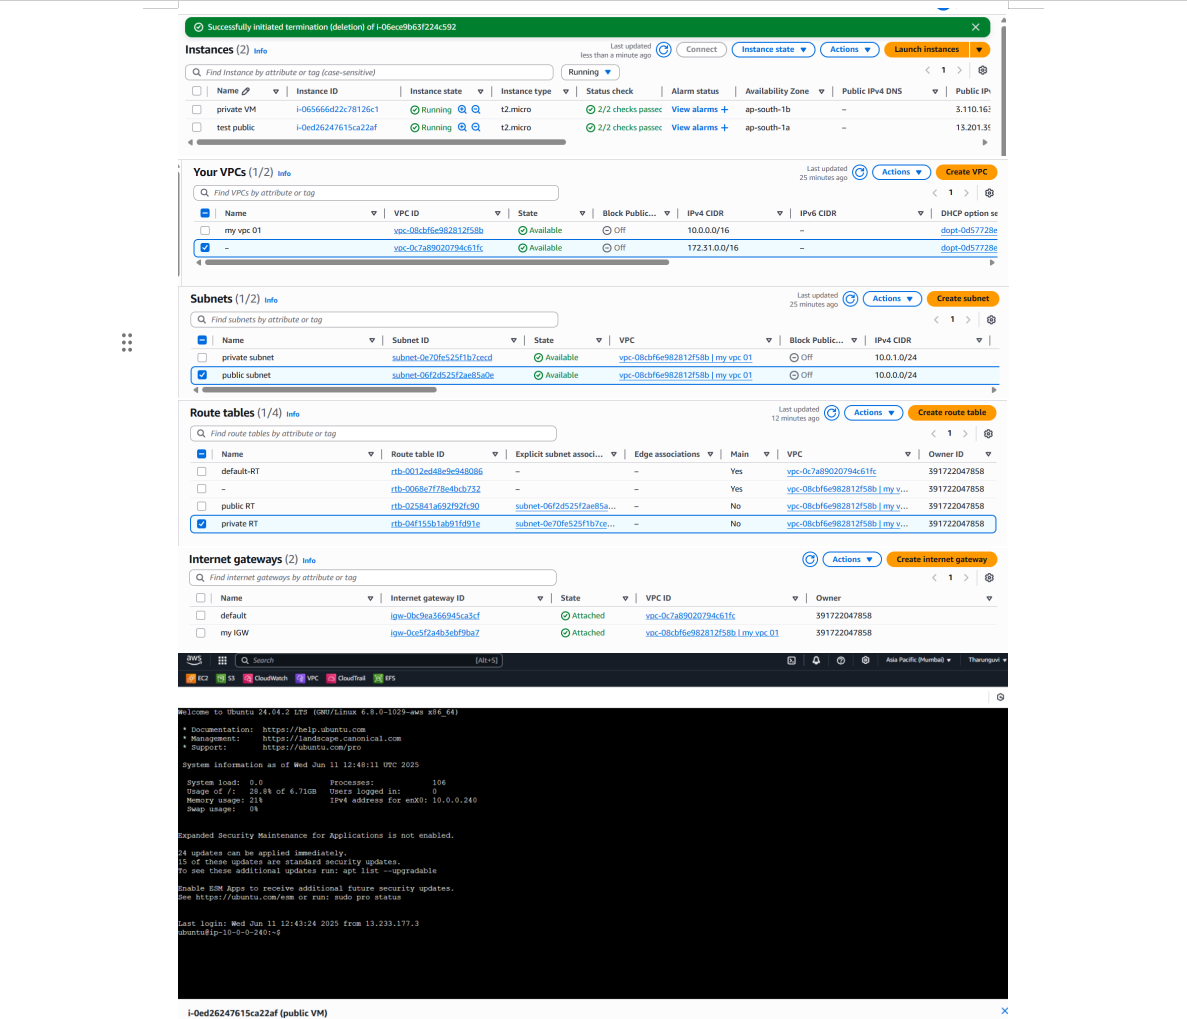 Successfully initiated termination (deletion) of i-06ece9b63f224c592
Instances (2) Info Last updated less than a minute ago Connect Instance state Actions Launch instances
Find Instance by attribute or tag (case-sensitive) Running 1
Name Instance ID Instance state Instance type Status check Alarm status Availability Zone Public IPv4 DNS Public IPv
private VM i-065666d22c78126c1 Running t2.micro 2/2 checks passec View alarms + ap-south-1b – 3.110.163
test public i-0ed26247615ca22af Running t2.micro 2/2 checks passec View alarms + ap-south-1a – 13.201.35
Your VPCs (1/2) Info Last updated 25 minutes ago Actions Create VPC
Find VPCs by attribute or tag 1
Name VPC ID State Block Public... IPv4 CIDR IPv6 CIDR DHCP option se
my vpc 01 vpc-08cbf6e982812f58b Available Off 10.0.0.0/16 – dopt-0d57728e
– vpc-0c7a89020794c61fc Available Off 172.31.0.0/16 – dopt-0d57728e
Subnets (1/2) Info Last updated 25 minutes ago Actions Create subnet
Find subnets by attribute or tag 1
Name Subnet ID State VPC Block Public... IPv4 CIDR
private subnet subnet-0e70fe525f1b7cecd Available vpc-08cbf6e982812f58b | my vpc 01 Off 10.0.1.0/24
public subnet subnet-06f2d525f2ae85a0e Available vpc-08cbf6e982812f58b | my vpc 01 Off 10.0.0.0/24
Route tables (1/4) Info Last updated 12 minutes ago Actions Create route table
Find route tables by attribute or tag 1
Name Route table ID Explicit subnet associ... Edge associations Main VPC Owner ID
default-RT rtb-0012ed48e9e948086 – – Yes vpc-0c7a89020794c61fc 391722047858
– rtb-0068e7f78e4bcb732 – – Yes vpc-08cbf6e982812f58b | my v... 391722047858
public RT rtb-025841a692f92fc90 subnet-06f2d525f2ae85a... – No vpc-08cbf6e982812f58b | my v... 391722047858
private RT rtb-04f155b1ab91fd91e subnet-0e70fe525f1b7ce... – No vpc-08cbf6e982812f58b | my v... 391722047858
Internet gateways (2) Info Actions Create internet gateway
Find internet gateways by attribute or tag 1
Name Internet gateway ID State VPC ID Owner
default igw-0bc9ea366945ca3cf Attached vpc-0c7a89020794c61fc 391722047858
my IGW igw-0ce5f2a4b3ebf9ba7 Attached vpc-08cbf6e982812f58b | my vpc 01 391722047858
aws Search [Alt+S] Asia Pacific (Mumbai) Tharunguvi
EC2 S3 CloudWatch VPC CloudTrail EFS
Welcome to Ubuntu 24.04.2 LTS (GNU/Linux 6.8.0-1029-aws x86_64)
* Documentation: https://help.ubuntu.com
* Management: https://landscape.canonical.com
* Support: https://ubuntu.com/pro
System information as of Wed Jun 11 12:48:11 UTC 2025
System load: 0.0 Processes: 106
Usage of /: 28.8% of 6.71GB Users logged in: 0
Memory usage: 21% IPv4 address for enX0: 10.0.0.240
Swap usage: 0%
Expanded Security Maintenance for Applications is not enabled.
24 updates can be applied immediately.
15 of these updates are standard security updates.
To see these additional updates run: apt list --upgradable
Enable ESM Apps to receive additional future security updates.
See https://ubuntu.com/esm or run: sudo pro status
Last login: Wed Jun 11 12:43:24 2025 from 13.233.177.3
ubuntu@ip-10-0-0-240:~$
i-0ed26247615ca22af (public VM)